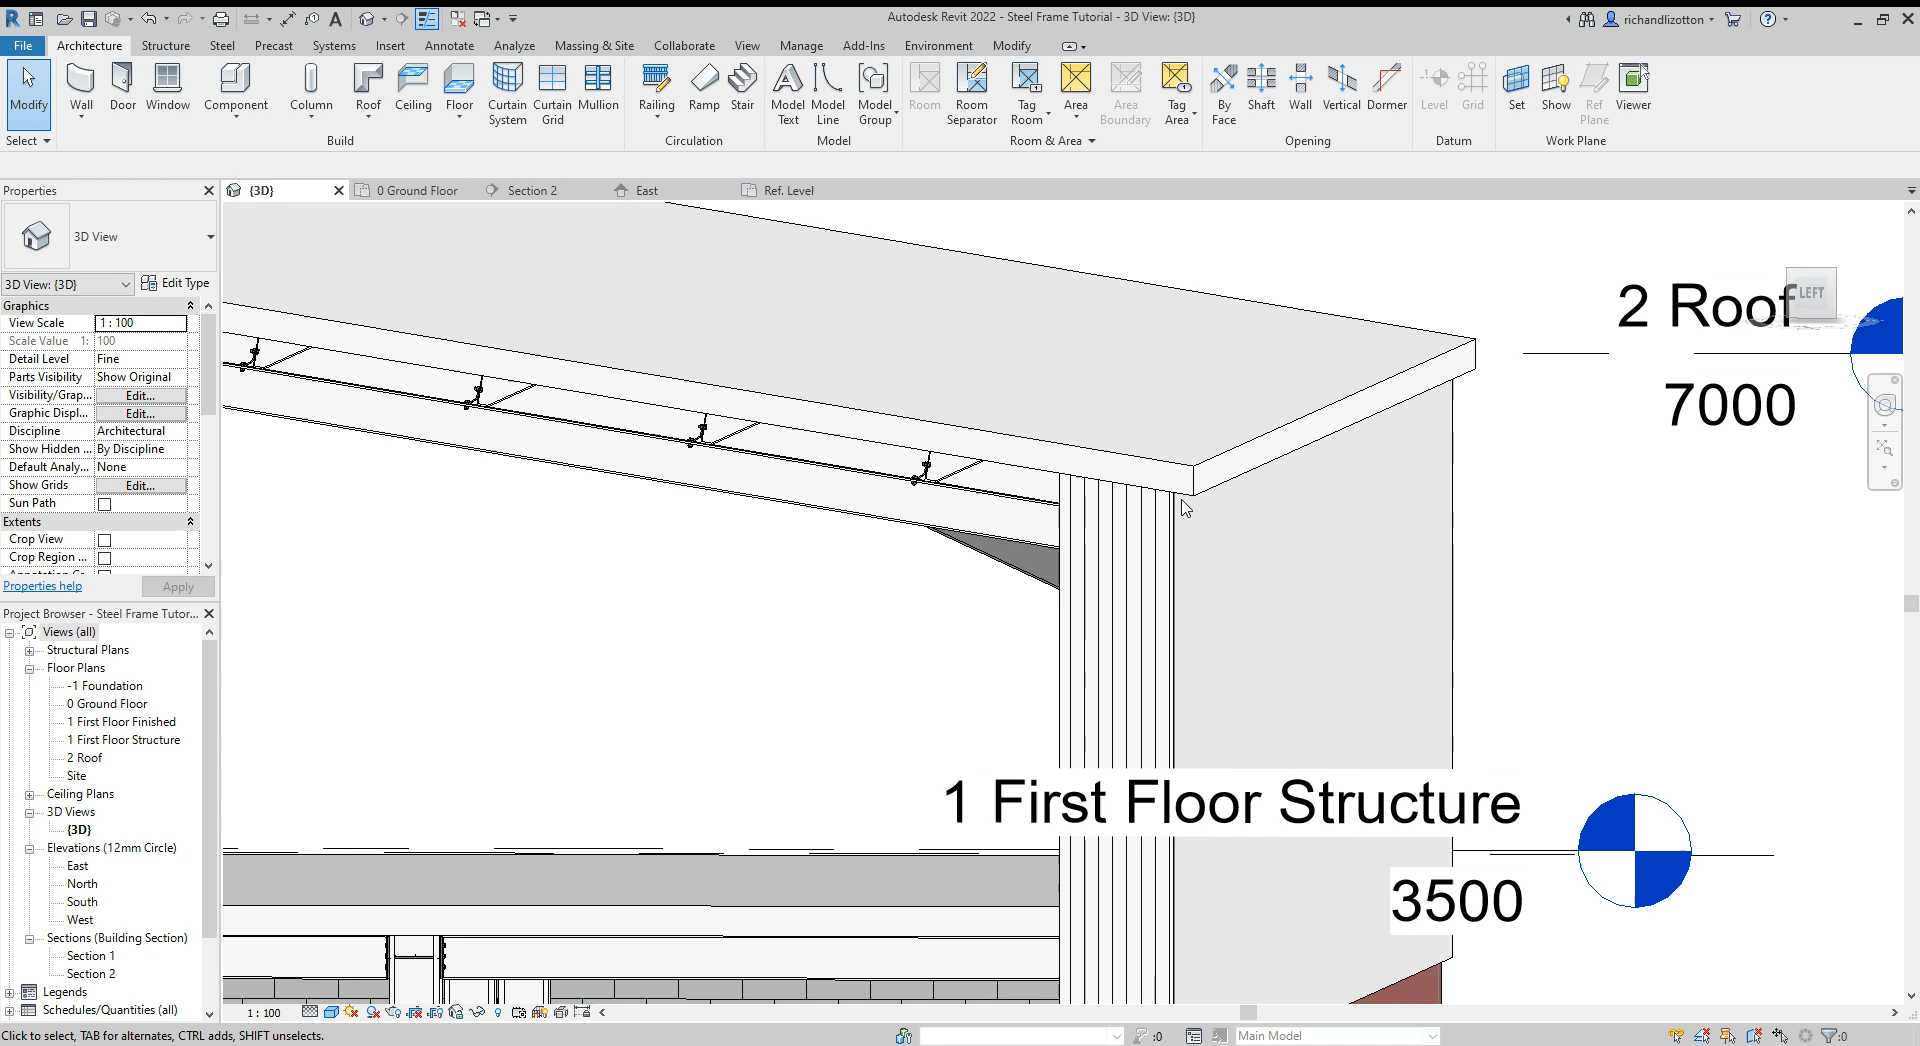 Autodesk Revit 2022 - Steel Frame Tutorial - 3D View: {3D}
richandlizotton
File Architecture Structure Steel Precast Systems Insert Annotate Analyze Massing & Site Collaborate View Manage Add-Ins Environment Modify
Modify
Wall Door Window Component Column Roof Ceiling Floor Curtain System Curtain Grid Mullion
Railing Ramp Stair
Model Text Model Line Model Group
Room Room Separator Tag Room Area Area Boundary Tag Area
By Face Shaft Wall Vertical Dormer
Level Grid
Set Show Ref Plane Viewer
Select Build Circulation Model Room & Area Opening Datum Work Plane
Properties
{3D} 0 Ground Floor Section 2 East Ref. Level
3D View
3D View: {3D} Edit Type
Graphics
View Scale 1 : 100
Scale Value 1: 100
Detail Level Fine
Parts Visibility Show Original
Visibility/Grap... Edit...
Graphic Displ... Edit...
Discipline Architectural
Show Hidden ... By Discipline
Default Analy... None
Show Grids Edit...
Sun Path
Extents
Crop View
Crop Region ...
Properties help Apply
Project Browser - Steel Frame Tutor...
Views (all)
Structural Plans
Floor Plans
-1 Foundation
0 Ground Floor
1 First Floor Finished
1 First Floor Structure
2 Roof
Site
Ceiling Plans
3D Views
{3D}
Elevations (12mm Circle)
East
North
South
West
Sections (Building Section)
Section 1
Section 2
Legends
Schedules/Quantities (all)
2 Roof
LEFT
7000
1 First Floor Structure
3500
1 : 100
Click to select, TAB for alternates, CTRL adds, SHIFT unselects.
:0
Main Model
:0